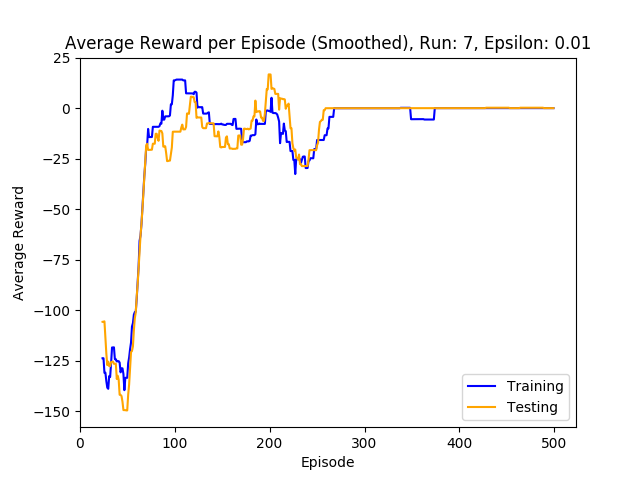 Average Reward per Episode (Smoothed), Run: 7, Epsilon: 0.01
25
0
−25
−50
−75
−100
−125
−150
Average Reward
0 100 200 300 400 500
Episode
Training
Testing